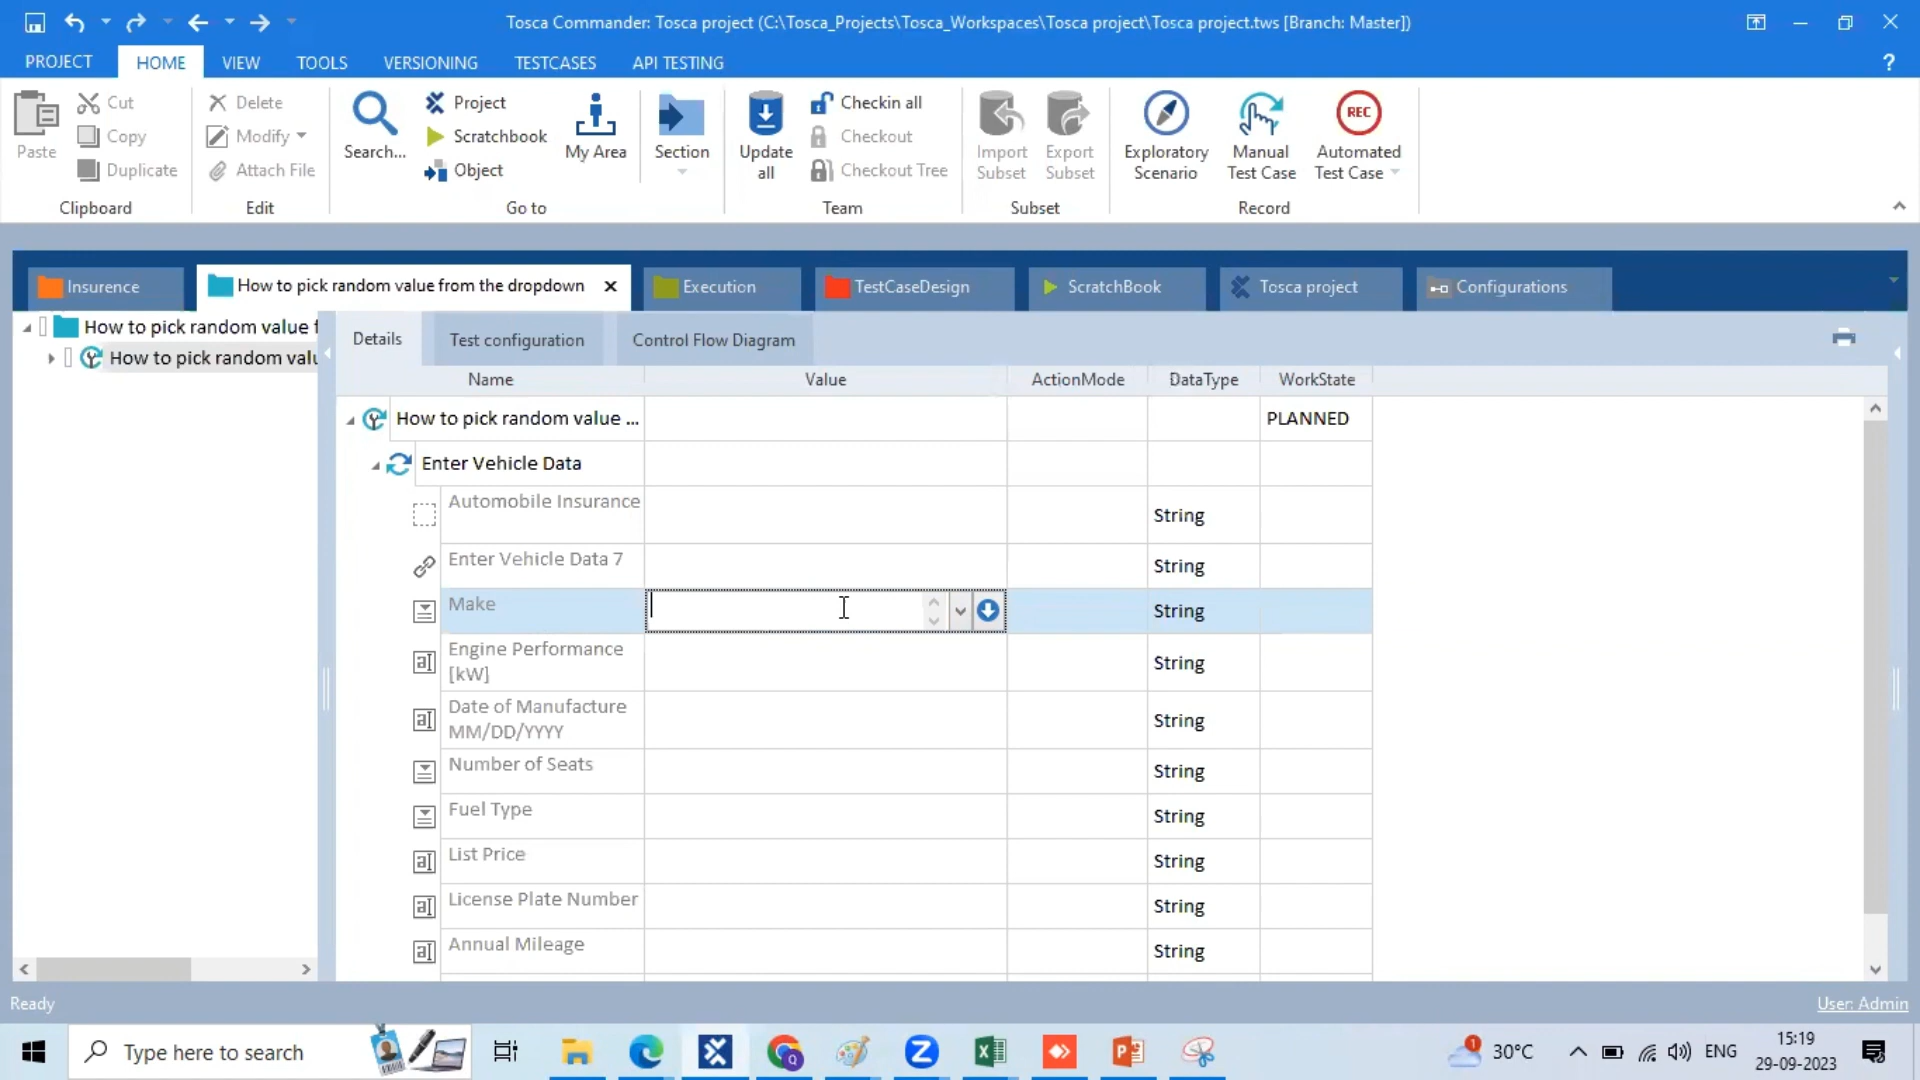 Tosca Commander: Tosca project (C:\Tosca_Projects\Tosca_Workspaces\Tosca project\Tosca project.tws [Branch: Master])
PROJECT HOME VIEW TOOLS VERSIONING TESTCASES API TESTING ?
Paste Cut Copy Duplicate
Delete Modify Attach File
Search... Project Scratchbook Object My Area Section
Update all Checkin all Checkout Checkout Tree
Import Subset Export Subset
Exploratory Scenario Manual Test Case REC Automated Test Case
Clipboard Edit Go to Team Subset Record
Insurence How to pick random value from the dropdown Execution TestCaseDesign ScratchBook Tosca project Configurations
How to pick random value f
How to pick random valu
Details Test configuration Control Flow Diagram
Name Value ActionMode DataType WorkState
How to pick random value ... PLANNED
Enter Vehicle Data
Automobile Insurance String
Enter Vehicle Data 7 String
Make String
Engine Performance [kW] String
Date of Manufacture MM/DD/YYYY String
Number of Seats String
Fuel Type String
List Price String
License Plate Number String
Annual Mileage String
Ready User: Admin
Type here to search 1 30°C ENG 15:19
29-09-2023